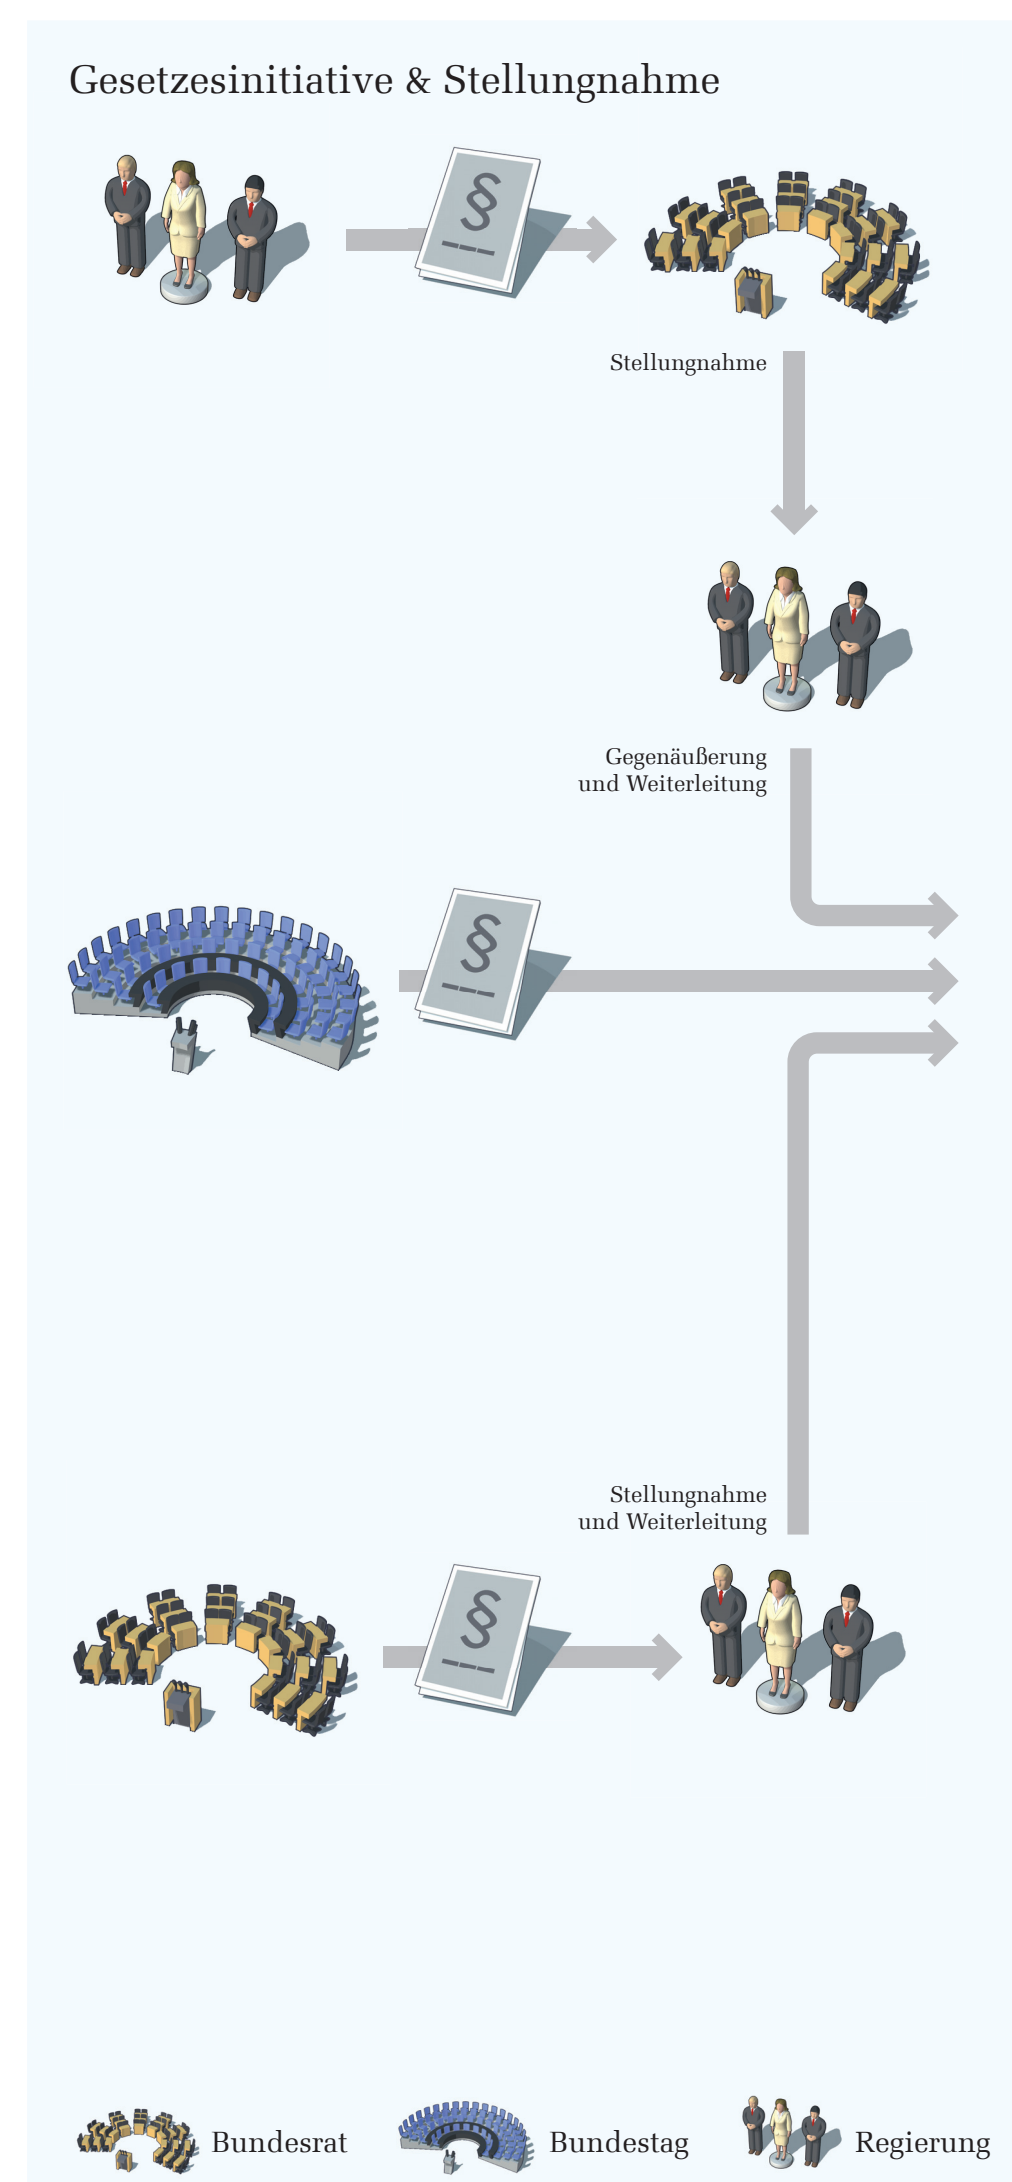 Gesetzesinitiative & Stellungnahme
§
Stellungnahme
Gegenäußerung
und Weiterleitung
§
Stellungnahme
und Weiterleitung
§
Bundesrat
Bundestag
Regierung